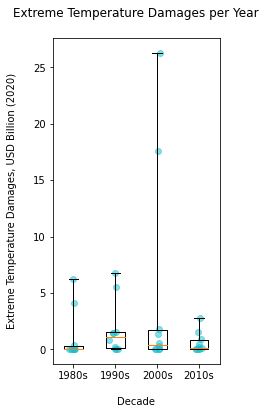 Extreme Temperature Damages per Year
Extreme Temperature Damages, USD Billion (2020)
25
20
15
10
5
0
1980s 1990s 2000s 2010s
Decade